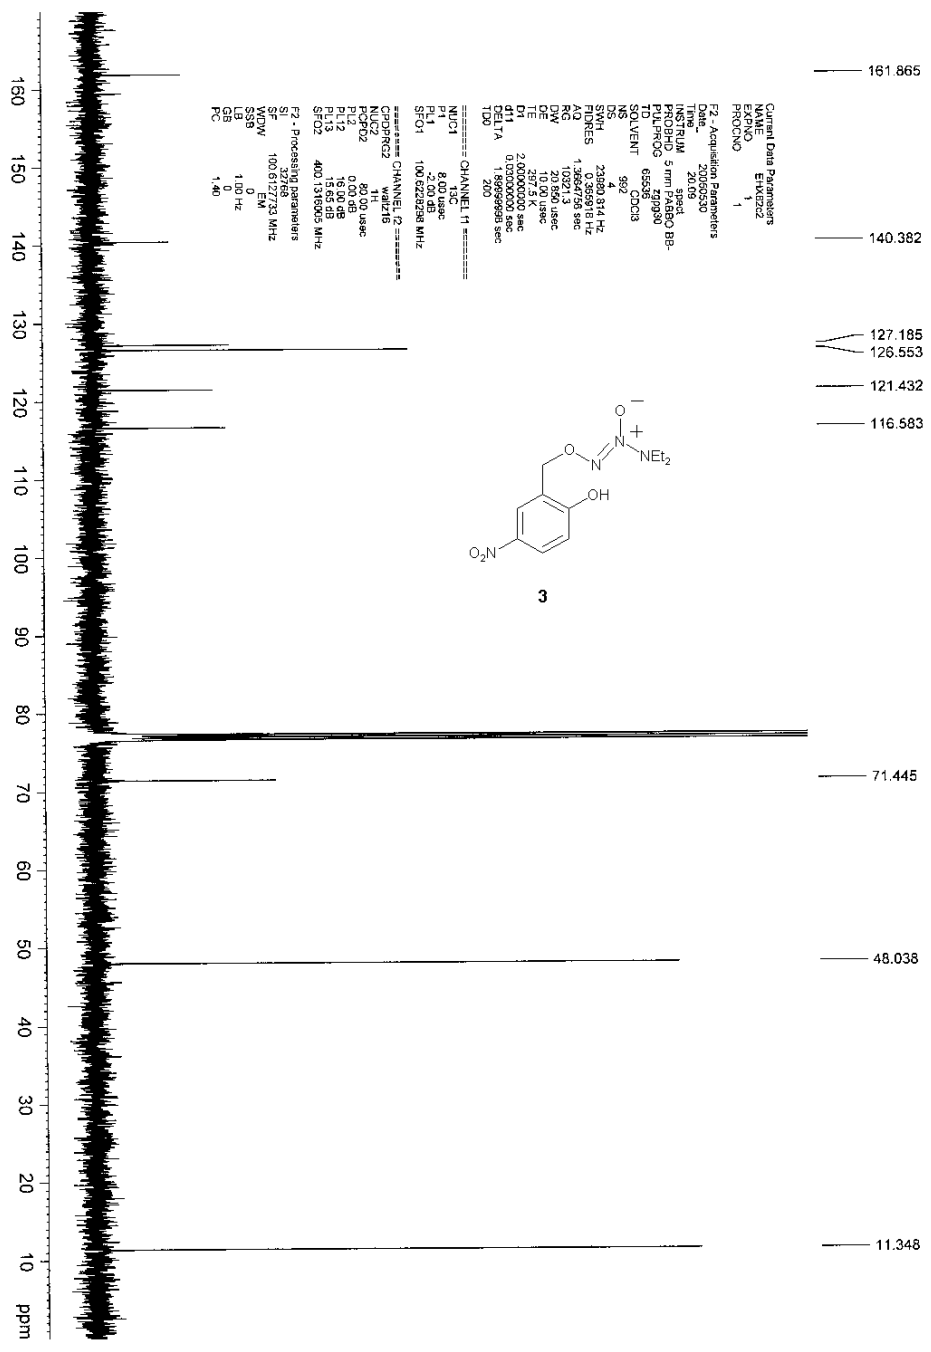 Current Data Parameters
NAME EHX62c2
EXPNO 1
PROCNO 1
F2 - Acquisition Parameters
Date_ 20060530
Time 20.09
INSTRUM spect
PROBHD 5 mm PABBO BB-
PULPROG zgpg30
TD 65536
SOLVENT CDCl3
NS 992
DS 4
SWH 23980.814 Hz
FIDRES 0.365918 Hz
AQ 1.3664756 sec
RG 10321.3
DW 20.850 usec
DE 10.00 usec
TE 297.5 K
D1 2.00000000 sec
d11 0.03000000 sec
DELTA 1.89999998 sec
TD0 200
======== CHANNEL f1 ========
NUC1 13C
P1 8.00 usec
PL1 -2.00 dB
SFO1 100.6228298 MHz
======== CHANNEL f2 ========
CPDPRG2 waltz16
NUC2 1H
PCPD2 80.00 usec
PL2 0.00 dB
PL12 16.00 dB
PL13 15.65 dB
SFO2 400.1316005 MHz
F2 - Processing parameters
SI 32768
SF 100.6127733 MHz
WDW EM
SSB 0
LB 1.00 Hz
GB 0
PC 1.40
161.865
140.382
127.185
126.553
121.432
116.583
71.445
48.038
11.348
O−
+
O N
N NEt2
OH
O2N
3
160 150 140 130 120 110 100 90 80 70 60 50 40 30 20 10 ppm